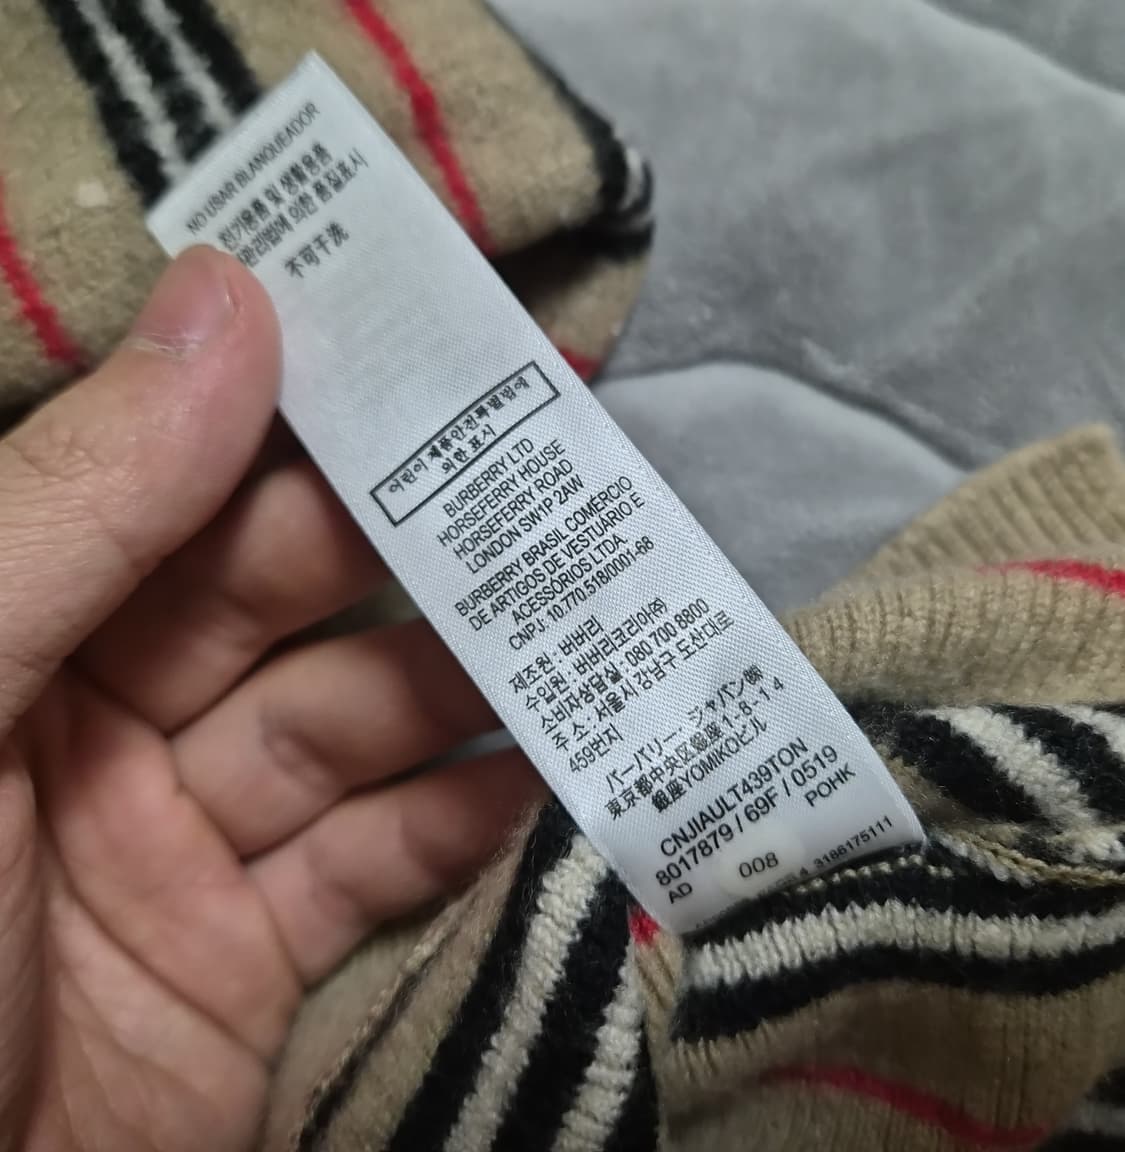 NO USAR BLANQUEADOR
전기용품 및 생활용품
안전관리법에 의한 품질표시
不可干洗
어린이 제품안전특별법에
의한 표시
BURBERRY LTD
HORSEFERRY HOUSE
HORSEFERRY ROAD
LONDON SW1P 2AW
BURBERRY BRASIL COMÉRCIO
DE ARTIGOS DE VESTUÁRIO E
ACESSÓRIOS LTDA
CNPJ: 10.770.518/0001-68
제조원: 버버리
수입원: 버버리코리아㈜
소비자상담실: 080 700 8800
주 소: 서울시 강남구 도산대로
459번지
バーバリー・ジャパン㈱
東京都中央区銀座1-8-14
銀座YOMIKOビル
CNJIAULT439TON
8017879 / 69F / 0519
AD
008
POHK
3186175111